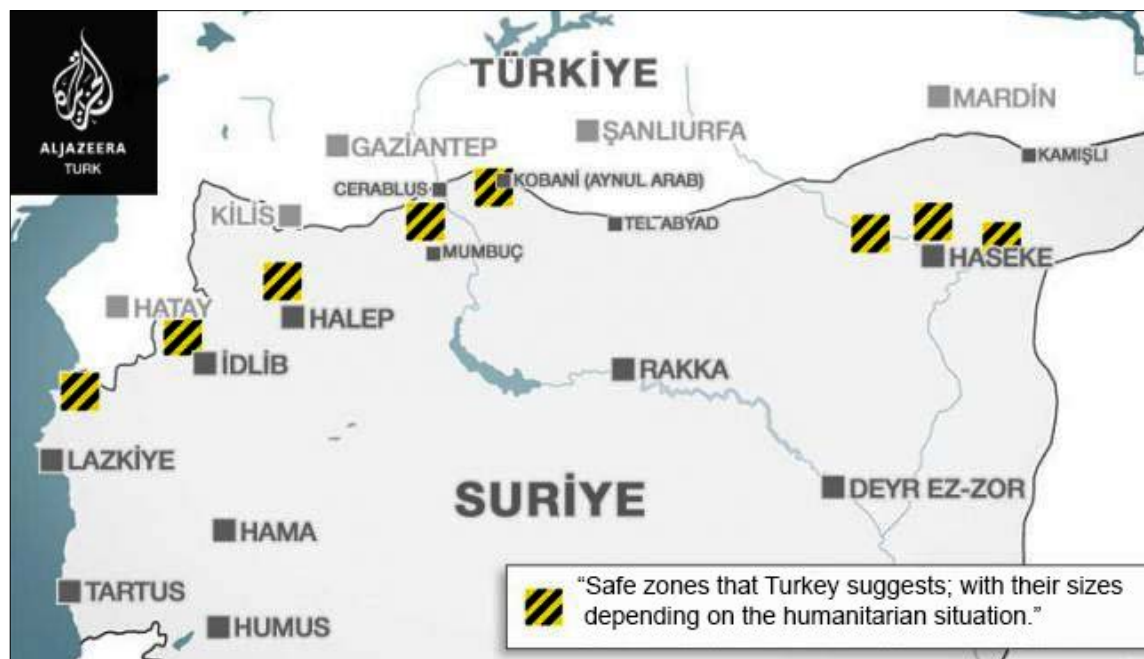 ALJAZEERA
TURK
TÜRKİYE
MARDİN
ŞANLIURFA
GAZİANTEP
KAMIŞLI
CERABLUS
KOBANİ (AYNUL ARAB)
KİLİS
TEL ABYAD
MUMBUÇ
HASEKE
HATAY
HALEP
İDLİB
RAKKA
LAZKİYE
SURİYE
DEYR EZ-ZOR
HAMA
TARTUS
HUMUS
“Safe zones that Turkey suggests; with their sizes
depending on the humanitarian situation.”